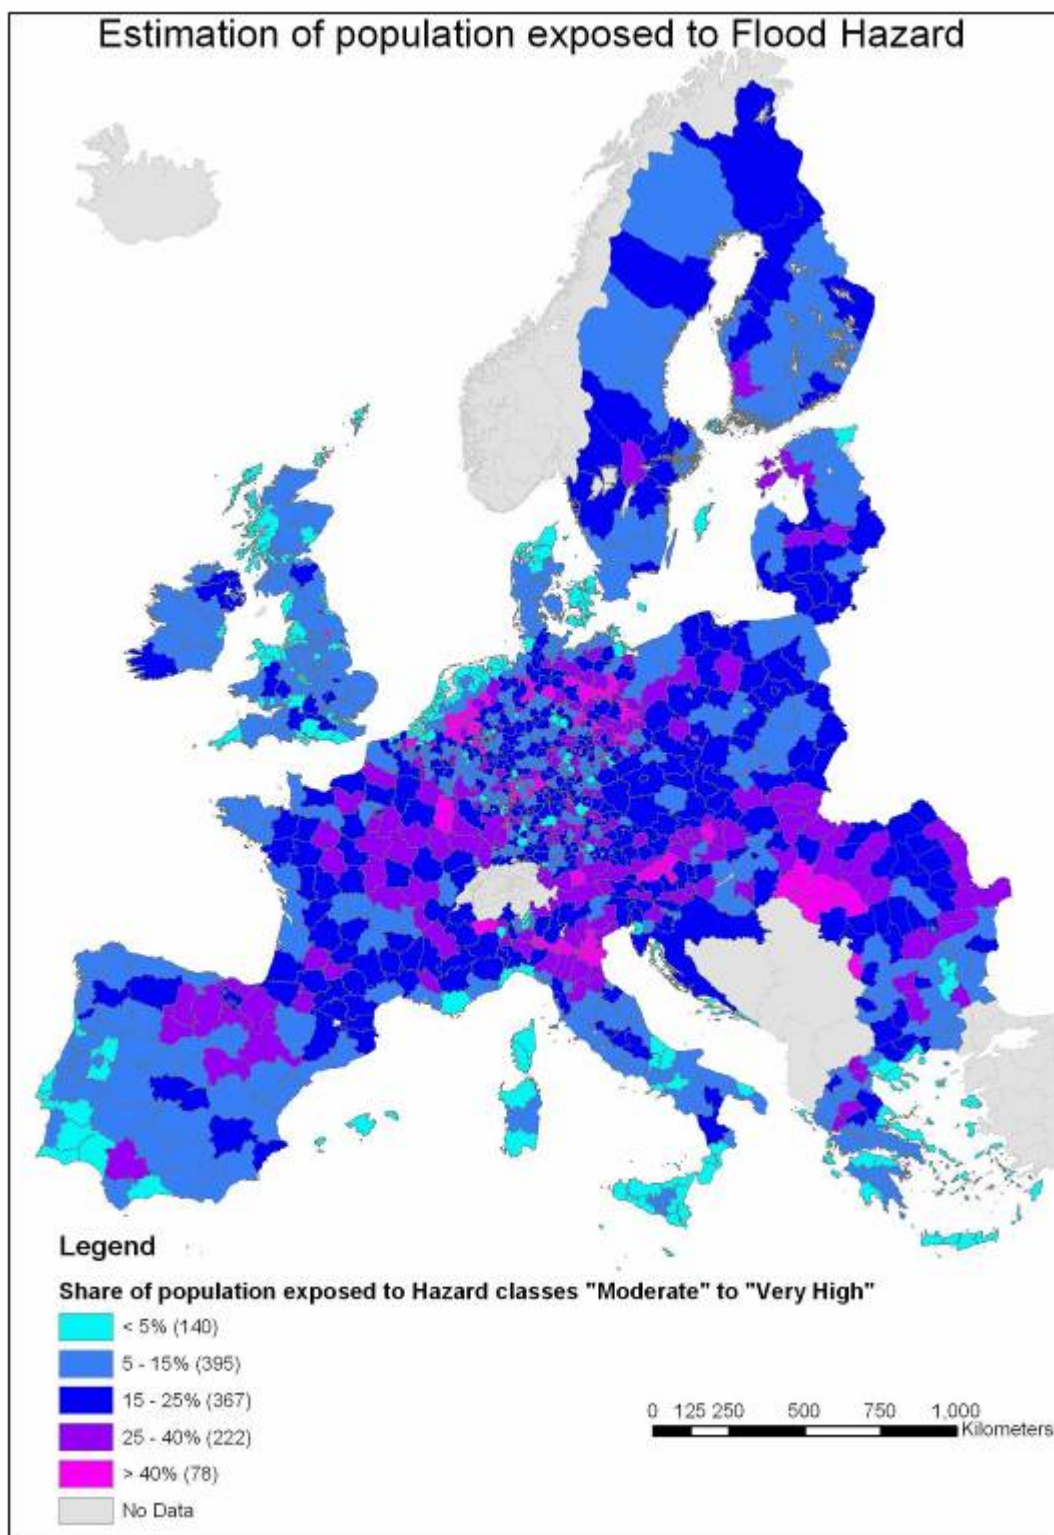 Estimation of population exposed to Flood Hazard
Legend
Share of population exposed to Hazard classes "Moderate" to "Very High"
< 5% (140)
5 - 15% (395)
15 - 25% (367)
25 - 40% (222)
> 40% (78)
No Data
0 125 250 500 750 1,000
Kilometers